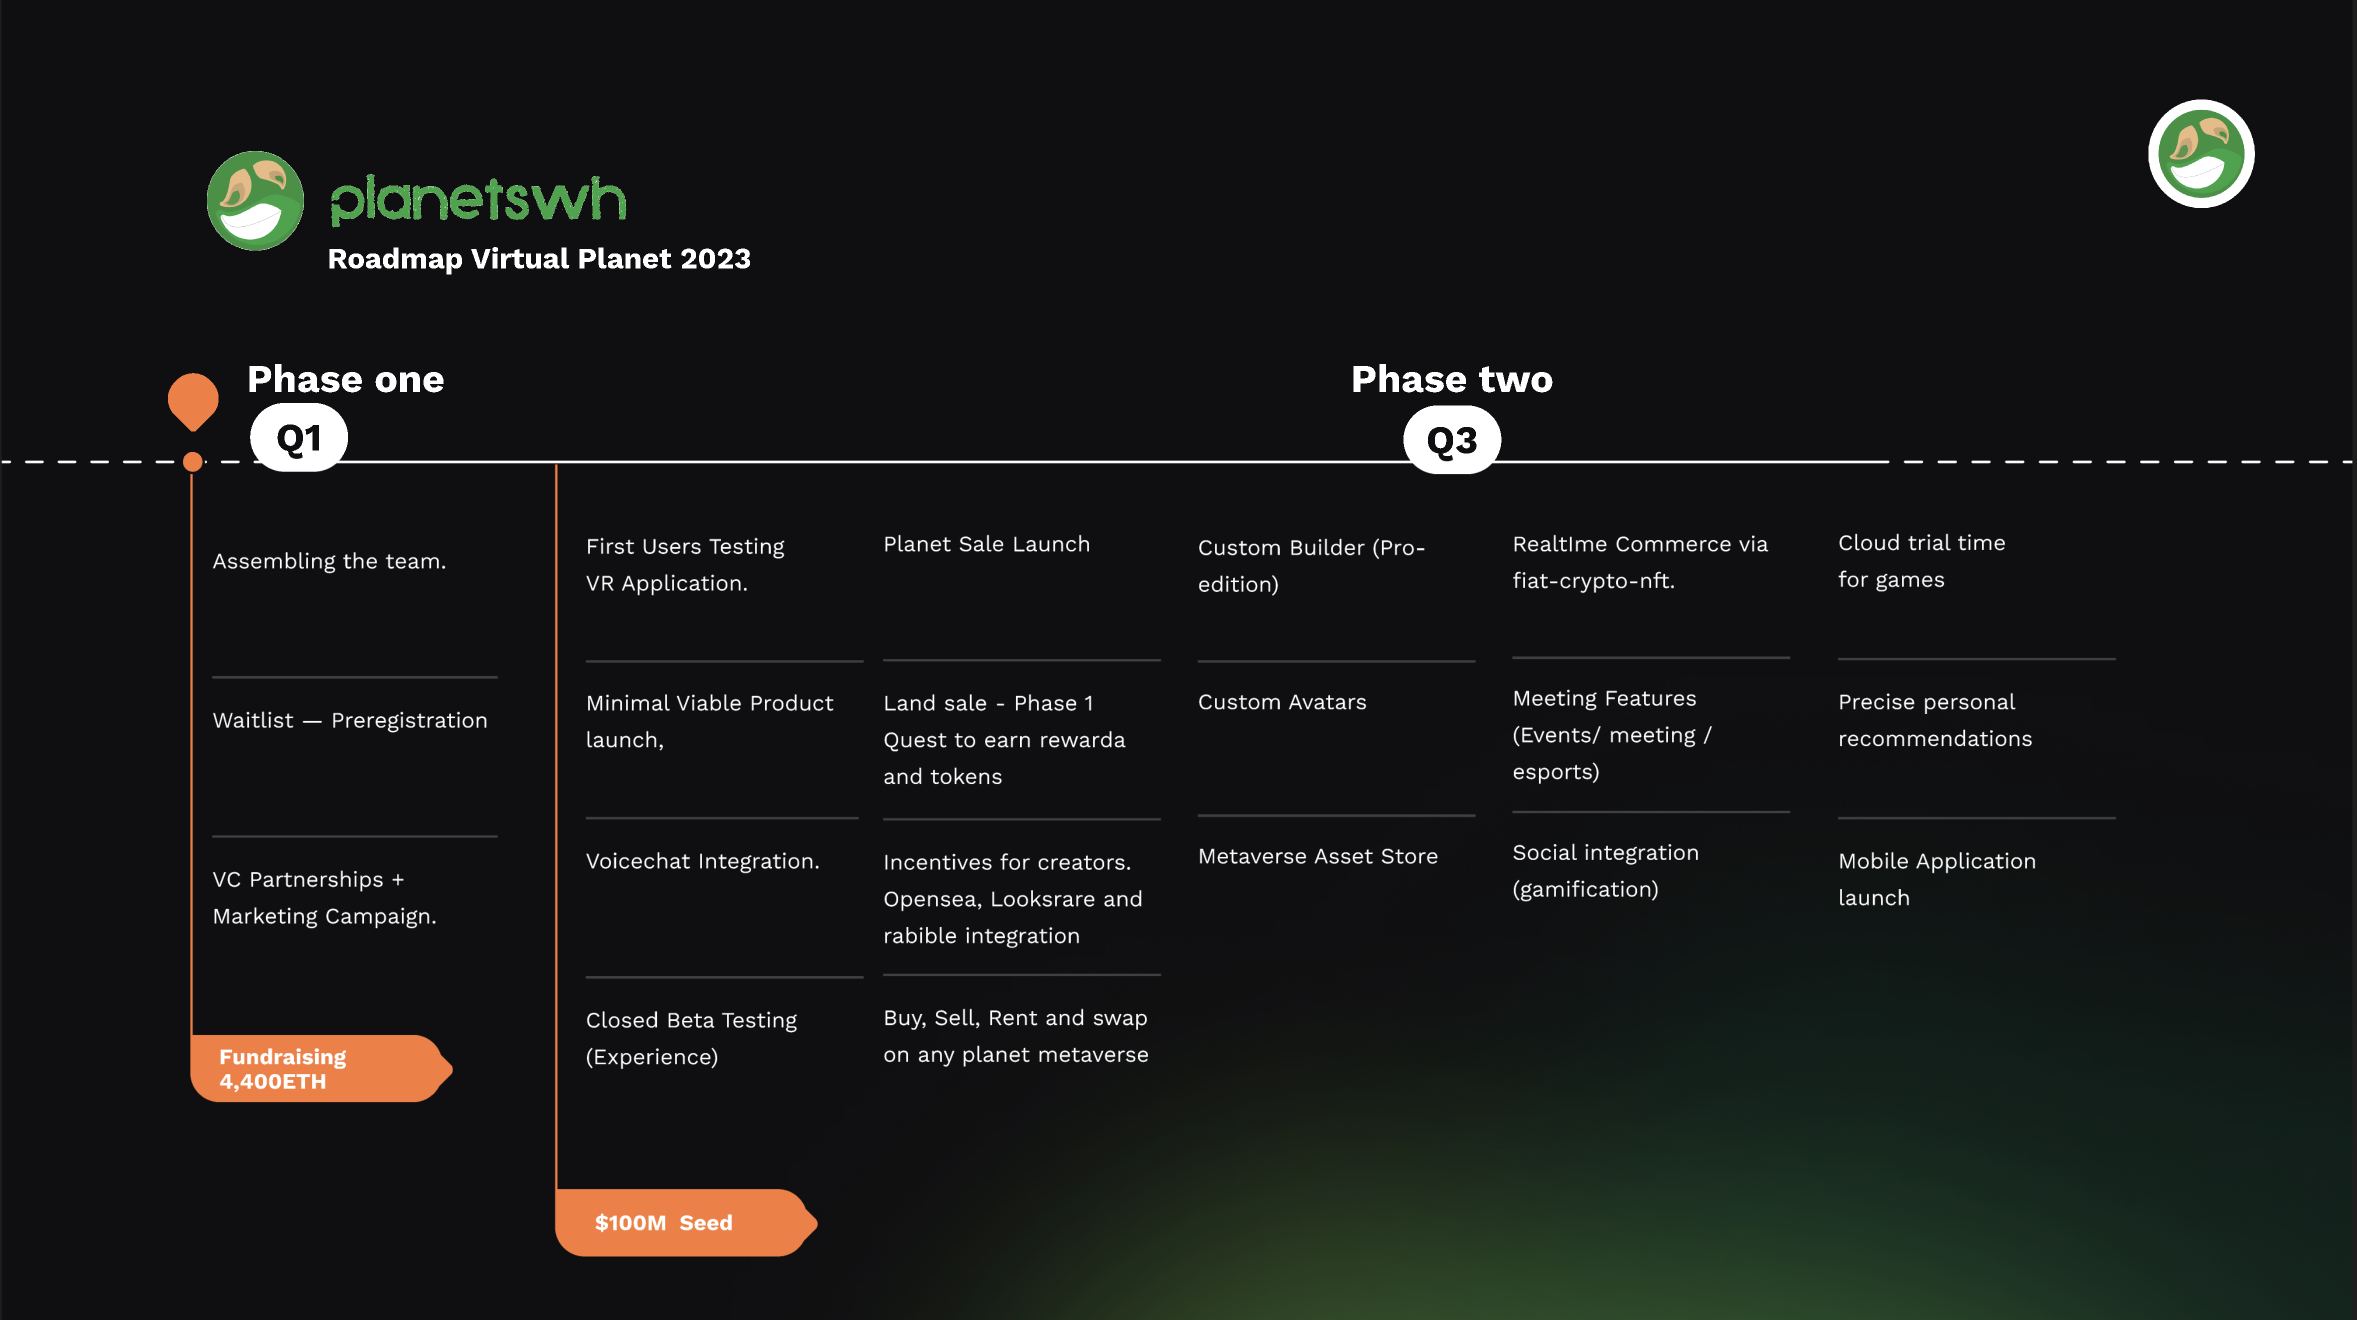 planetswh
Roadmap Virtual Planet 2023
Phase one
Q1
Phase two
Q3
Assembling the team.
Waitlist — Preregistration
VC Partnerships +
Marketing Campaign.
Fundraising
4,400ETH
First Users Testing
VR Application.
Minimal Viable Product
launch,
Voicechat Integration.
Closed Beta Testing
(Experience)
$100M Seed
Planet Sale Launch
Land sale - Phase 1
Quest to earn rewarda
and tokens
Incentives for creators.
Opensea, Looksrare and
rabible integration
Buy, Sell, Rent and swap
on any planet metaverse
Custom Builder (Pro-
edition)
Custom Avatars
Metaverse Asset Store
RealtIme Commerce via
fiat-crypto-nft.
Meeting Features
(Events/ meeting /
esports)
Social integration
(gamification)
Cloud trial time
for games
Precise personal
recommendations
Mobile Application
launch